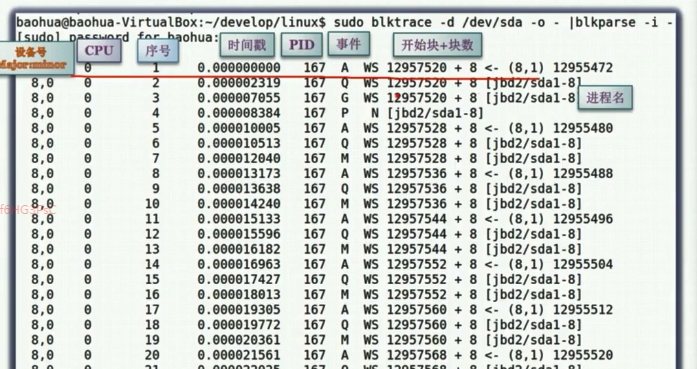 baohua@baohua-VirtualBox:~/develop/linux$ sudo blktrace -d /dev/sda -o - |blkparse -i -
[sudo] password for baohua:
设备号 Major:minor CPU 序号 时间戳 PID 事件 开始块+块数
0 1 0.000000000 167 A WS 12957520 + 8 <- (8,1) 12955472
8,0 0 2 0.000002319 167 Q WS 12957520 + 8 [jbd2/sda1-8]
8,0 0 3 0.000007055 167 G WS 12957520 + 8 [jbd2/sda1-8]
进程名
8,0 0 4 0.000008384 167 P N [jbd2/sda1-8]
8,0 0 5 0.000010005 167 A WS 12957528 + 8 <- (8,1) 12955480
8,0 0 6 0.000010513 167 Q WS 12957528 + 8 [jbd2/sda1-8]
8,0 0 7 0.000012040 167 M WS 12957528 + 8 [jbd2/sda1-8]
8,0 0 8 0.000013173 167 A WS 12957536 + 8 <- (8,1) 12955488
8,0 0 9 0.000013638 167 Q WS 12957536 + 8 [jbd2/sda1-8]
8,0 0 10 0.000014240 167 M WS 12957536 + 8 [jbd2/sda1-8]
8,0 0 11 0.000015133 167 A WS 12957544 + 8 <- (8,1) 12955496
8,0 0 12 0.000015596 167 Q WS 12957544 + 8 [jbd2/sda1-8]
8,0 0 13 0.000016182 167 M WS 12957544 + 8 [jbd2/sda1-8]
8,0 0 14 0.000016963 167 A WS 12957552 + 8 <- (8,1) 12955504
8,0 0 15 0.000017427 167 Q WS 12957552 + 8 [jbd2/sda1-8]
8,0 0 16 0.000018013 167 M WS 12957552 + 8 [jbd2/sda1-8]
8,0 0 17 0.000019305 167 A WS 12957560 + 8 <- (8,1) 12955512
8,0 0 18 0.000019772 167 Q WS 12957560 + 8 [jbd2/sda1-8]
8,0 0 19 0.000020361 167 M WS 12957560 + 8 [jbd2/sda1-8]
8,0 0 20 0.000021561 167 A WS 12957568 + 8 <- (8,1) 12955520